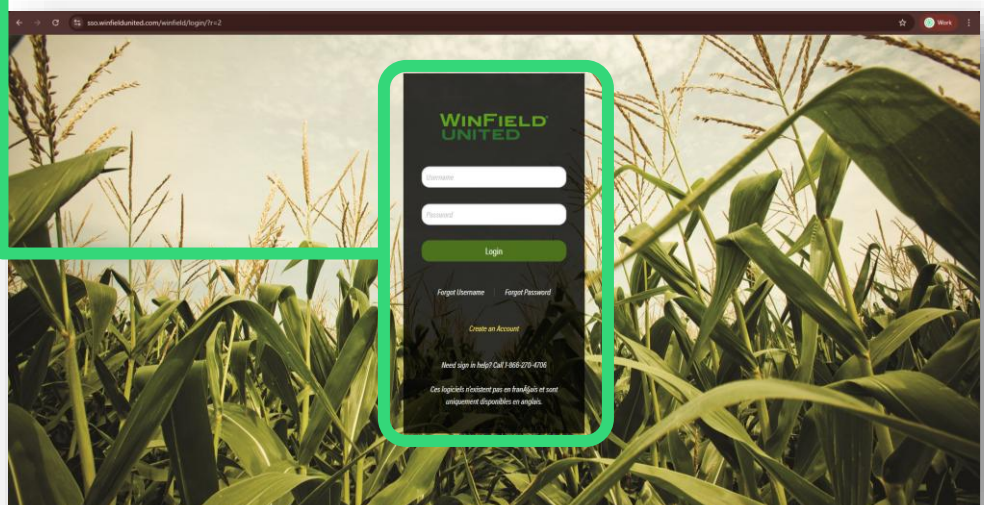 sso.winfieldunited.com/winfield/login/?r=2
Work
WINFIELD
UNITED
Username
Password
Login
Forgot Username | Forgot Password
Create an Account
Need sign in help? Call 1-866-270-4706
Ces logiciels n'existent pas en franÃ§ais et sont
uniquement disponibles en anglais.